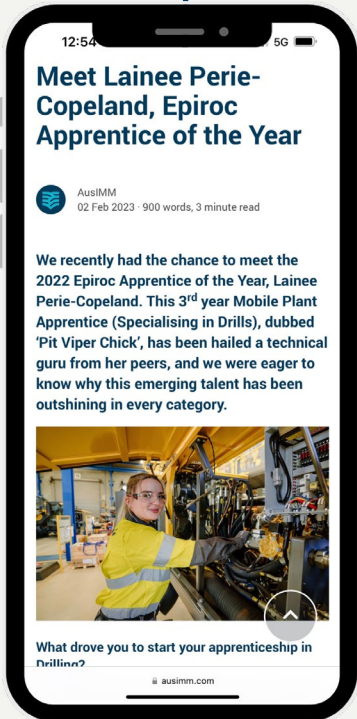 12:54
5G
Meet Lainee Perie-
Copeland, Epiroc
Apprentice of the Year
AusIMM
02 Feb 2023 · 900 words, 3 minute read
We recently had the chance to meet the
2022 Epiroc Apprentice of the Year, Lainee
Perie-Copeland. This 3rd year Mobile Plant
Apprentice (Specialising in Drills), dubbed
‘Pit Viper Chick’, has been hailed a technical
guru from her peers, and we were eager to
know why this emerging talent has been
outshining in every category.
What drove you to start your apprenticeship in
Drilling?
ausimm.com